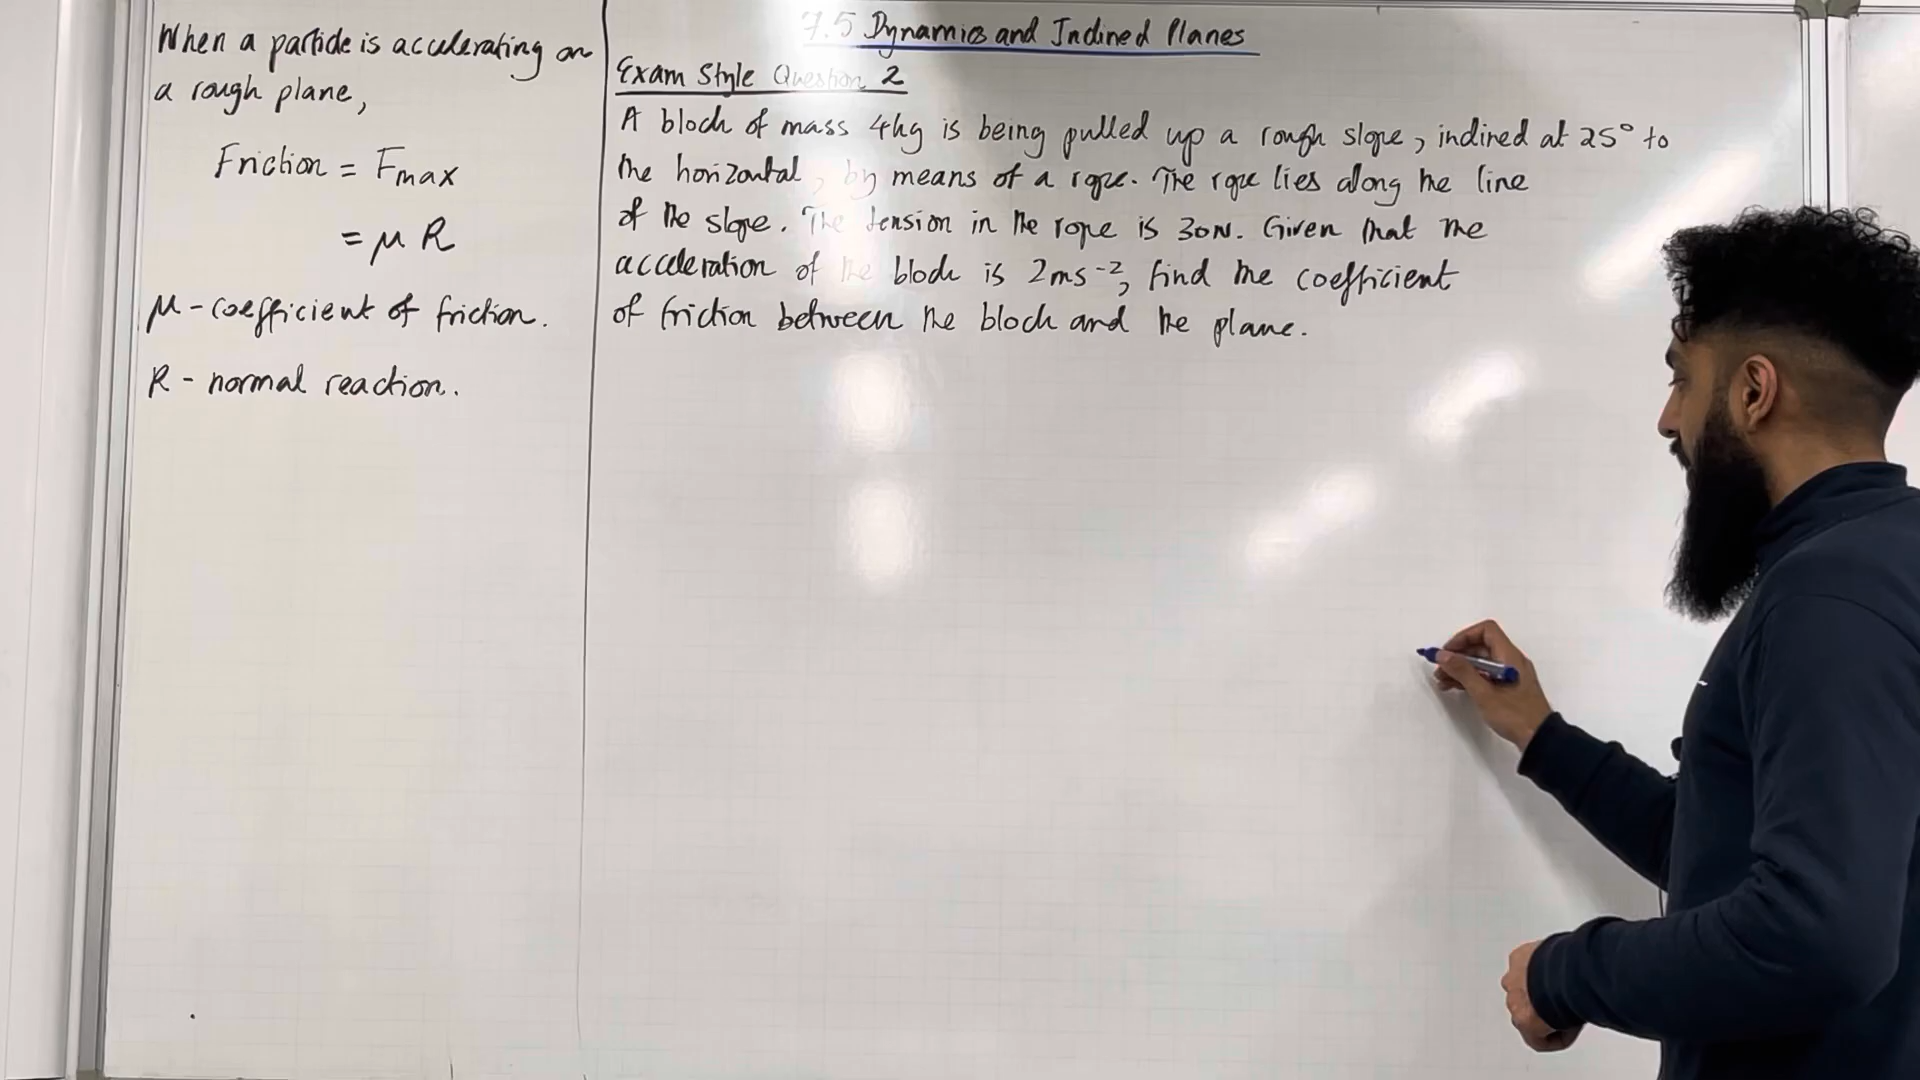 When a particle is accelerating on
a rough plane,
Friction = Fmax
= μ R
μ - coefficient of friction.
R - normal reaction.
7.5 Dynamics and Inclined Planes
Exam Style Question 2
A block of mass 4kg is being pulled up a rough slope, inclined at 25° to
the horizontal, by means of a rope. The rope lies along the line
of the slope. The tension in the rope is 30N. Given that the
acceleration of the block is 2ms⁻², find the coefficient
of friction between the block and the plane.